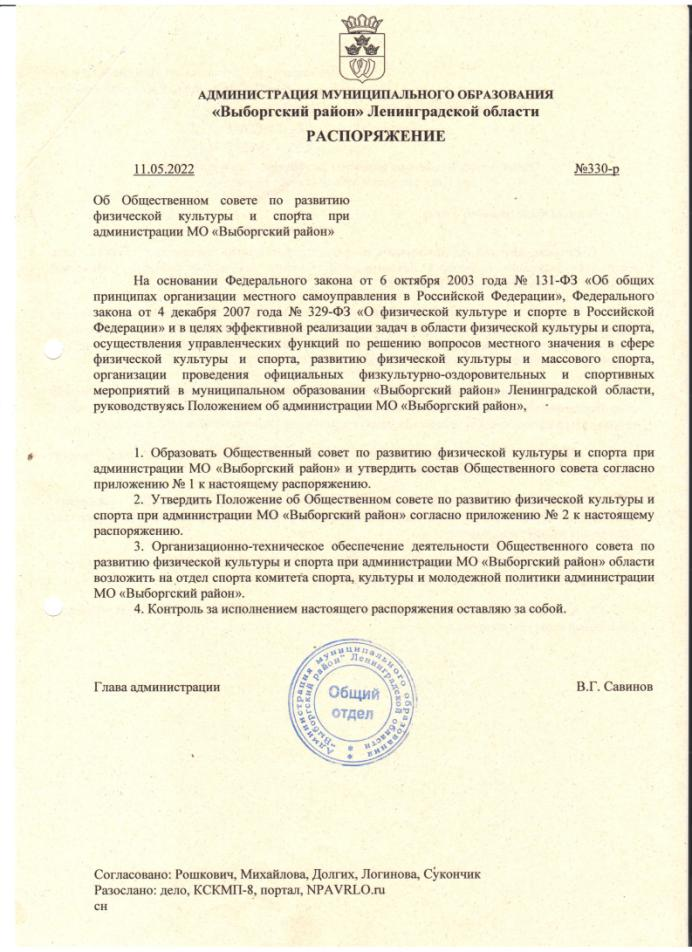 АДМИНИСТРАЦИЯ МУНИЦИПАЛЬНОГО ОБРАЗОВАНИЯ
«Выборгский район» Ленинградской области
РАСПОРЯЖЕНИЕ
11.05.2022 №330-р
Об Общественном совете по развитию
физической культуры и спорта при
администрации МО «Выборгский район»
На основании Федерального закона от 6 октября 2003 года № 131-ФЗ «Об общих
принципах организации местного самоуправления в Российской Федерации», Федерального
закона от 4 декабря 2007 года № 329-ФЗ «О физической культуре и спорте в Российской
Федерации» и в целях эффективной реализации задач в области физической культуры и спорта,
осуществления управленческих функций по решению вопросов местного значения в сфере
физической культуры и спорта, развитию физической культуры и массового спорта,
организации проведения официальных физкультурно-оздоровительных и спортивных
мероприятий в муниципальном образовании «Выборгский район» Ленинградской области,
руководствуясь Положением об администрации МО «Выборгский район»,
1. Образовать Общественный совет по развитию физической культуры и спорта при
администрации МО «Выборгский район» и утвердить состав Общественного совета согласно
приложению № 1 к настоящему распоряжению.
2. Утвердить Положение об Общественном совете по развитию физической культуры и
спорта при администрации МО «Выборгский район» согласно приложению № 2 к настоящему
распоряжению.
3. Организационно-техническое обеспечение деятельности Общественного совета по
развитию физической культуры и спорта при администрации МО «Выборгский район» области
возложить на отдел спорта комитета спорта, культуры и молодежной политики администрации
МО «Выборгский район».
4. Контроль за исполнением настоящего распоряжения оставляю за собой.
Администрация муниципального образования
"Выборгский район" Ленинградской области
Общий
отдел
Глава администрации В.Г. Савинов
Согласовано: Рошкович, Михайлова, Долгих, Логинова, Сукончик
Разослано: дело, КСКМП-8, портал, NPAVRLO.ru
сн